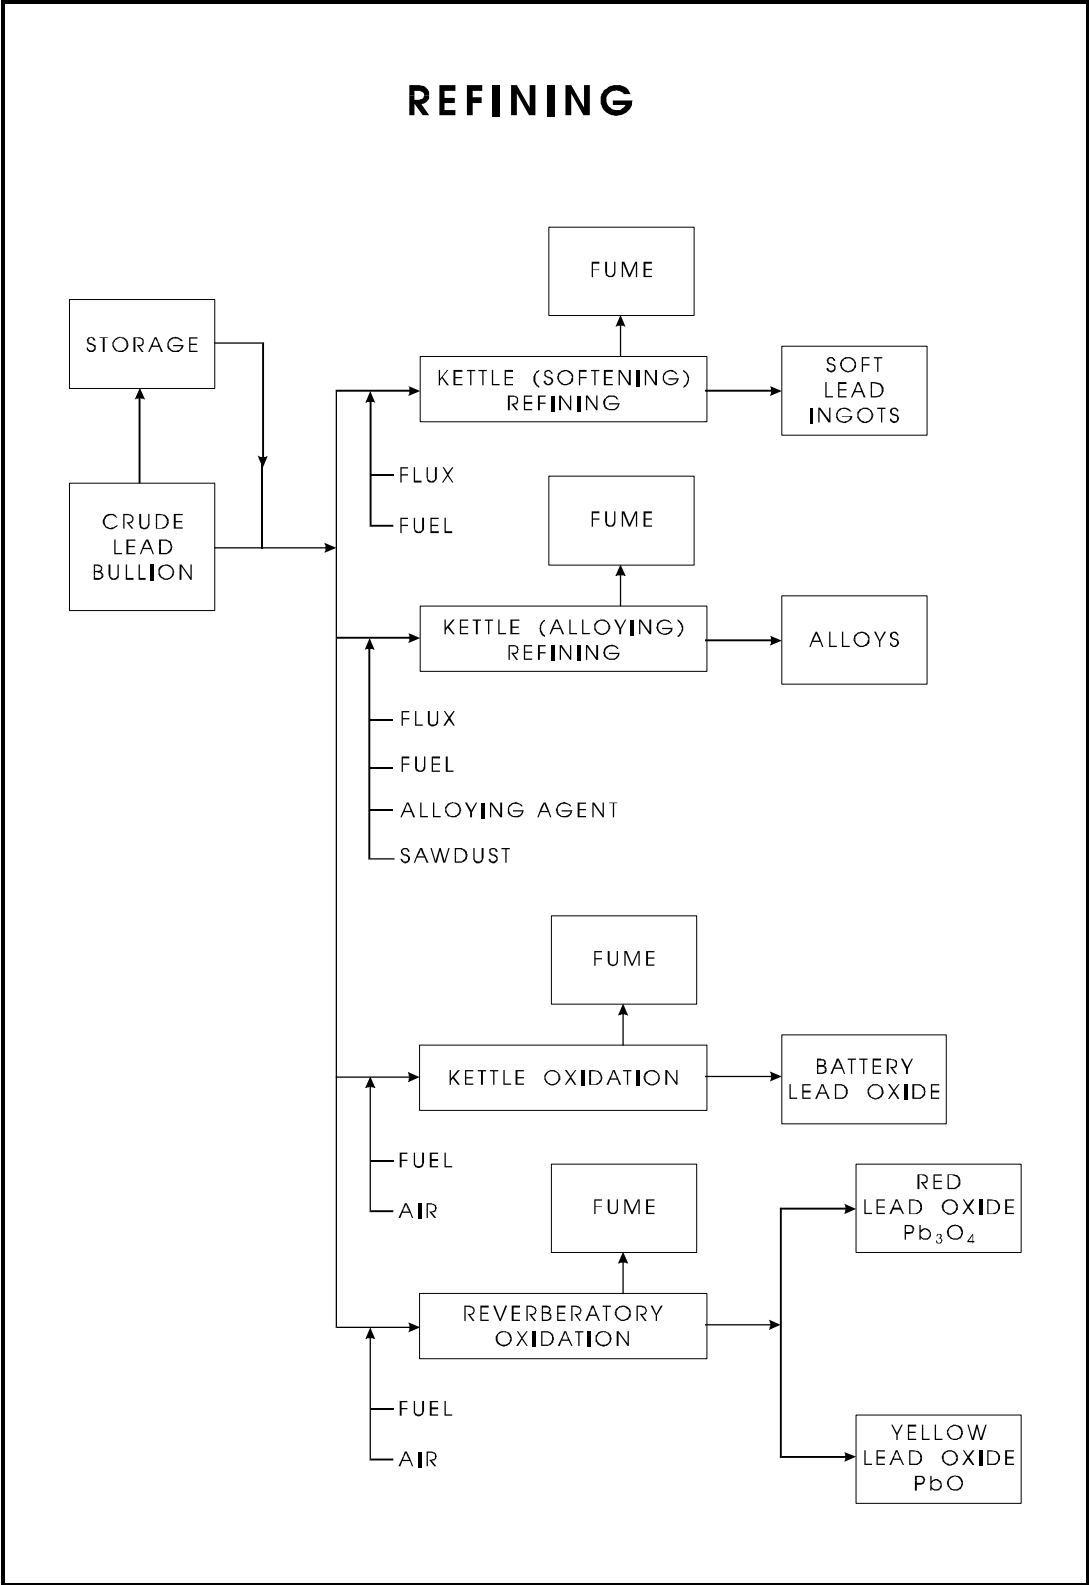 REFINING
FUME
STORAGE
KETTLE (SOFTENING)
REFINING
SOFT
LEAD
INGOTS
FLUX
FUEL
CRUDE
LEAD
BULLION
FUME
KETTLE (ALLOYING)
REFINING
ALLOYS
FLUX
FUEL
ALLOYING AGENT
SAWDUST
FUME
KETTLE OXIDATION
BATTERY
LEAD OXIDE
FUEL
AIR
FUME
RED
LEAD OXIDE
Pb₃O₄
REVERBERATORY
OXIDATION
FUEL
AIR
YELLOW
LEAD OXIDE
PbO